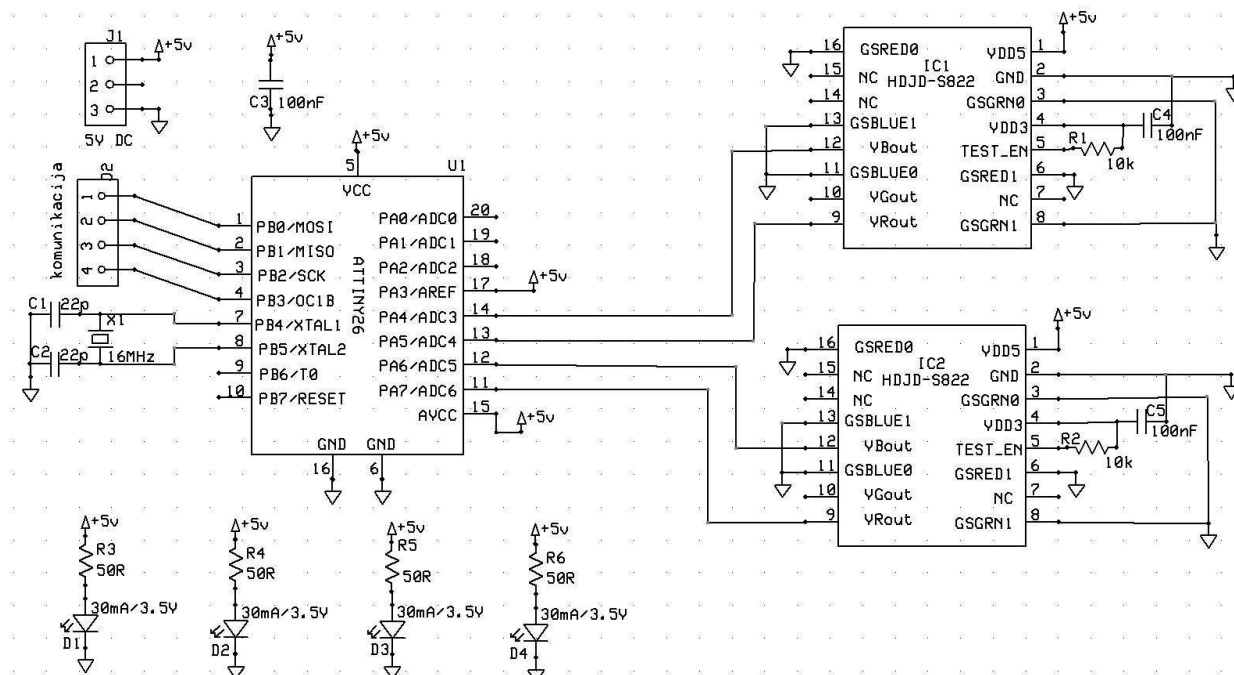 J1
1
2
3
+5v
5V DC
+5v
C3
100nF
komunikacija
D2
1
2
3
4
+5v
5
VCC
U1
ATTINY26
1 PB0/MOSI
2 PB1/MISO
3 PB2/SCK
4 PB3/OC1B
7 PB4/XTAL1
8 PB5/XTAL2
9 PB6/T0
10 PB7/RESET
PA0/ADC0 20
PA1/ADC1 19
PA2/ADC2 18
PA3/AREF 17
+5v
PA4/ADC3 14
PA5/ADC4 13
PA6/ADC5 12
PA7/ADC6 11
AVCC 15
+5v
GND GND
16 6
C1 22p
X1
16MHz
C2 22p
IC1
HDJD-S822
16 GSRED0
15 NC
14 NC
13 GSBLUE1
12 VBout
11 GSBLUE0
10 VGout
9 VRout
+5v
VDD5 1
GND 2
GSGRN0 3
VDD3 4
TEST_EN 5
GSRED1 6
NC 7
GSGRN1 8
C4
100nF
R1
10k
IC2
HDJD-S822
16 GSRED0
15 NC
14 NC
13 GSBLUE1
12 VBout
11 GSBLUE0
10 VGout
9 VRout
+5v
VDD5 1
GND 2
GSGRN0 3
VDD3 4
TEST_EN 5
GSRED1 6
NC 7
GSGRN1 8
C5
100nF
R2
10k
+5v
R3
50R
30mA/3.5V
D1
+5v
R4
50R
30mA/3.5V
D2
+5v
R5
50R
30mA/3.5V
D3
+5v
R6
50R
30mA/3.5V
D4